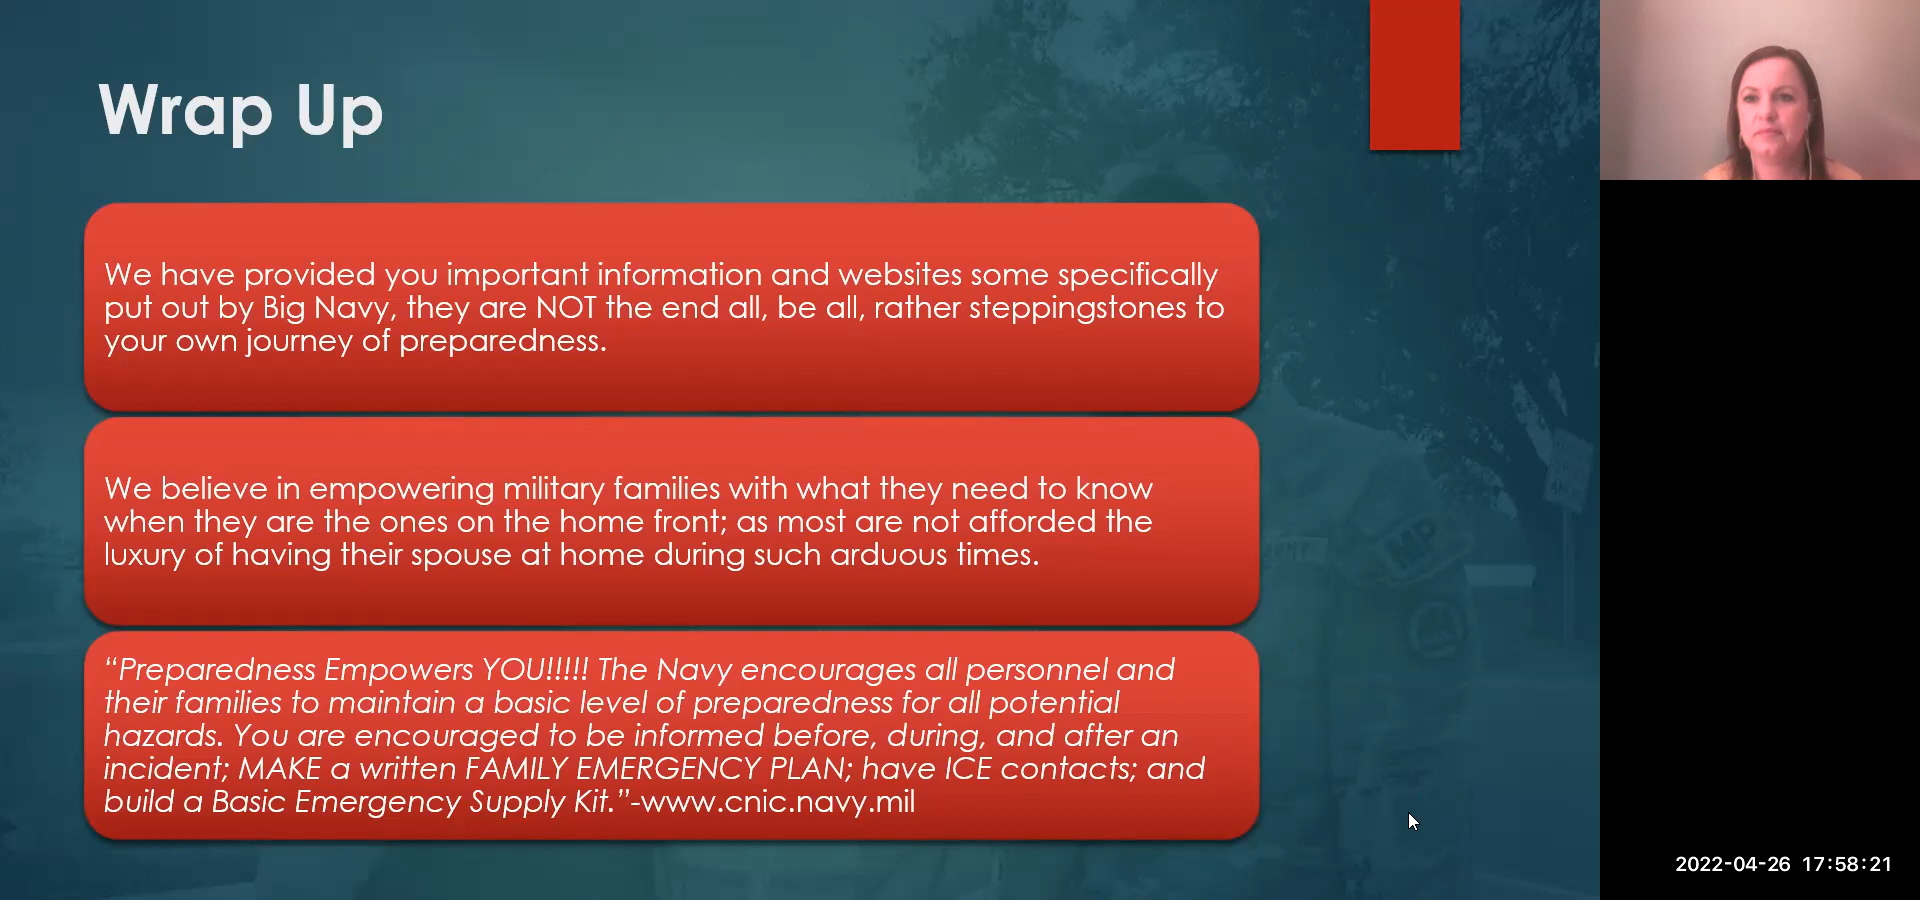 Wrap Up
We have provided you important information and websites some specifically
put out by Big Navy, they are NOT the end all, be all, rather steppingstones to
your own journey of preparedness.
We believe in empowering military families with what they need to know
when they are the ones on the home front; as most are not afforded the
luxury of having their spouse at home during such arduous times.
“Preparedness Empowers YOU!!!!! The Navy encourages all personnel and
their families to maintain a basic level of preparedness for all potential
hazards. You are encouraged to be informed before, during, and after an
incident; MAKE a written FAMILY EMERGENCY PLAN; have ICE contacts; and
build a Basic Emergency Supply Kit.”-www.cnic.navy.mil
MP
2022-04-26 17:58:21